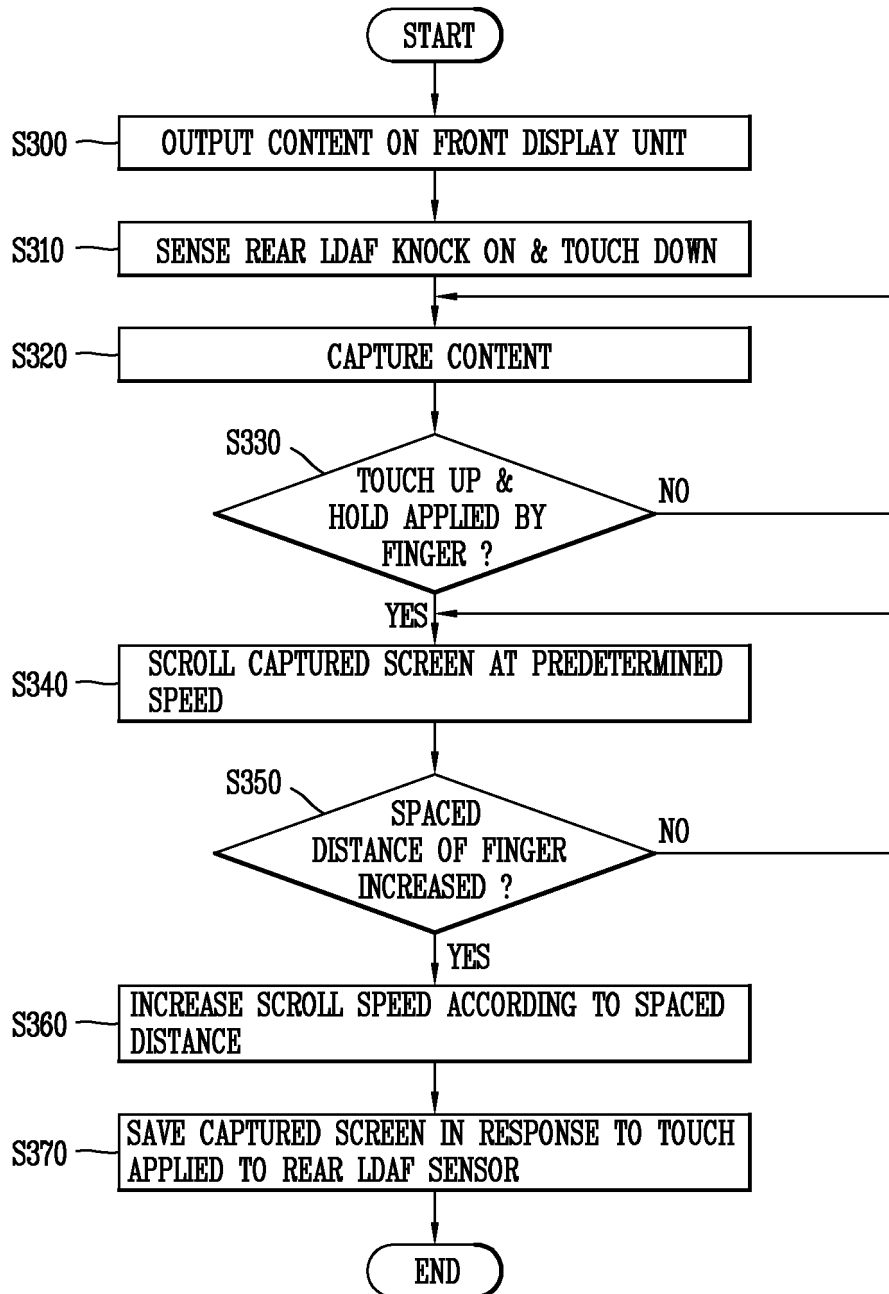 START
S300
OUTPUT CONTENT ON FRONT DISPLAY UNIT
S310
SENSE REAR LDAF KNOCK ON & TOUCH DOWN
S320
CAPTURE CONTENT
S330
TOUCH UP &
HOLD APPLIED BY
FINGER ?
NO
YES
S340
SCROLL CAPTURED SCREEN AT PREDETERMINED
SPEED
S350
SPACED
DISTANCE OF FINGER
INCREASED ?
NO
YES
S360
INCREASE SCROLL SPEED ACCORDING TO SPACED
DISTANCE
S370
SAVE CAPTURED SCREEN IN RESPONSE TO TOUCH
APPLIED TO REAR LDAF SENSOR
END